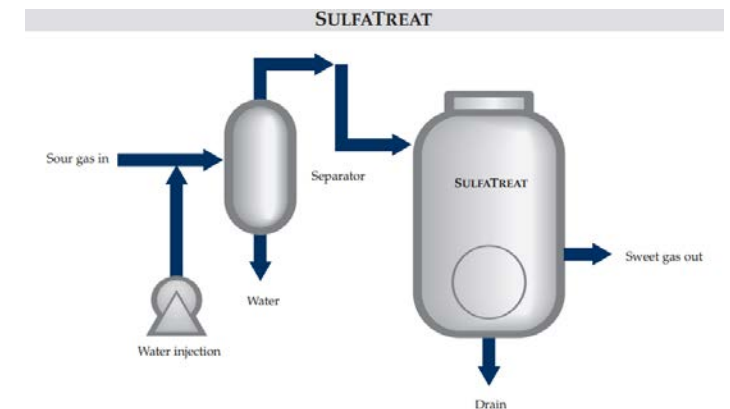 SULFATREAT
Sour gas in
Separator
SULFATREAT
Sweet gas out
Water
Water injection
Drain